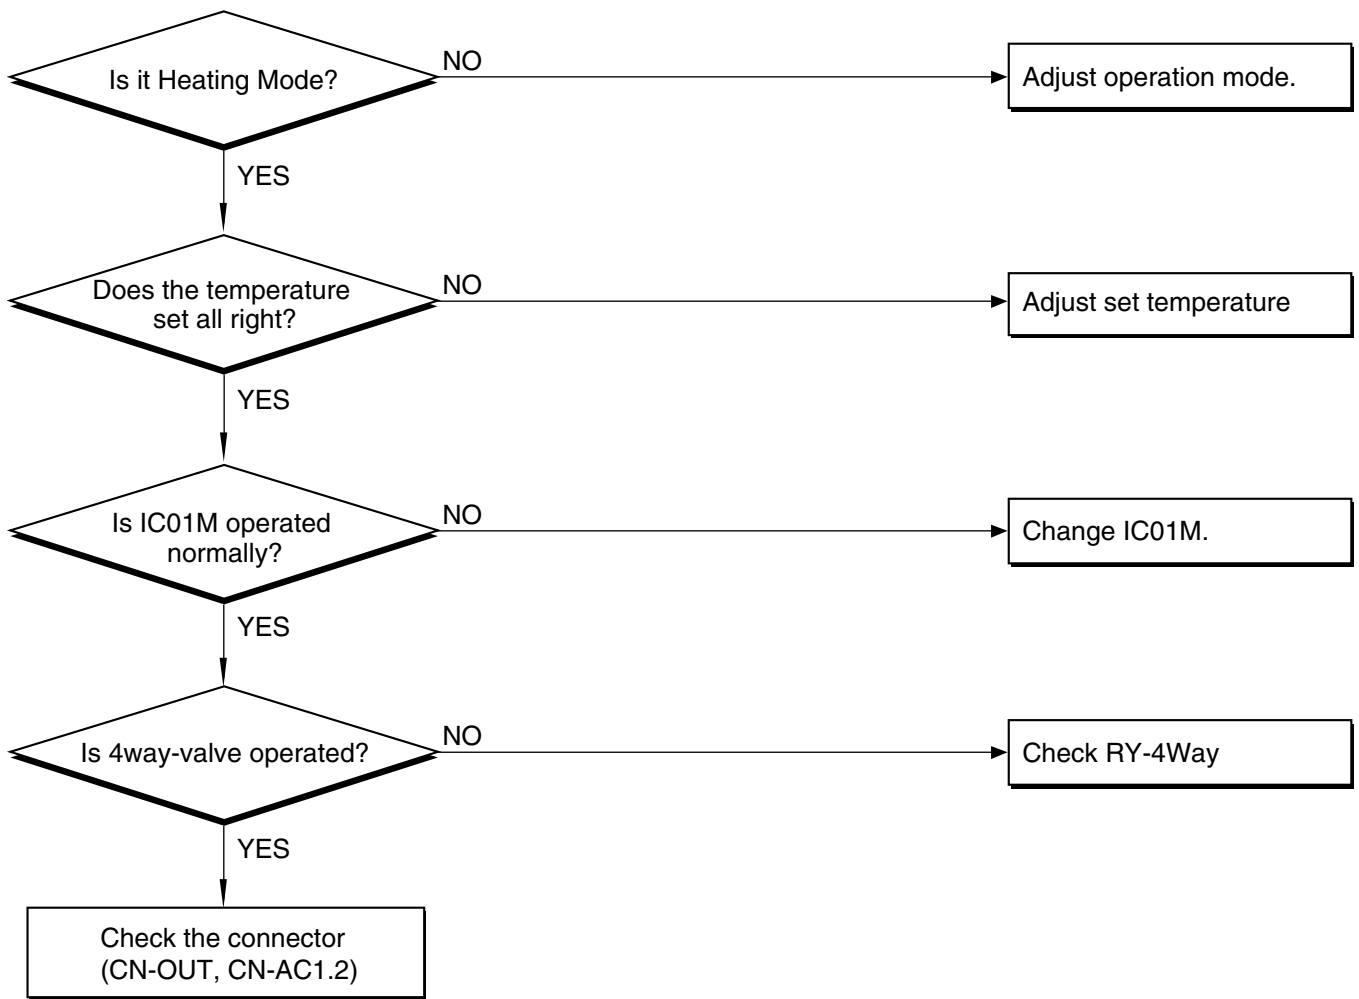 Is it Heating Mode?
NO
Adjust operation mode.
YES
Does the temperature
set all right?
NO
Adjust set temperature
YES
Is IC01M operated
normally?
NO
Change IC01M.
YES
Is 4way-valve operated?
NO
Check RY-4Way
YES
Check the connector
(CN-OUT, CN-AC1.2)